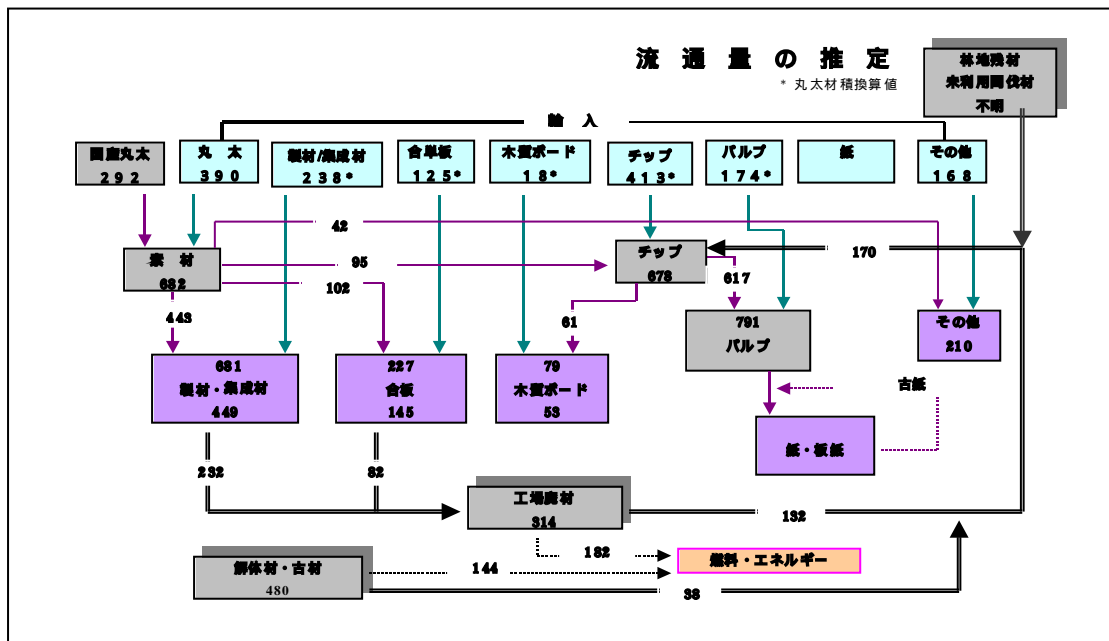 流通量の推定
* 丸太材積換算値
林地残材
未利用間伐材
不明
輸入
国産丸太
292
丸太
390
製材/集成材
238*
合単板
125*
木質ボード
18*
チップ
413*
パルプ
174*
紙
その他
168
42
素材
682
95
102
443
チップ
678
170
617
61
791
パルプ
その他
210
681
製材・集成材
449
227
合板
145
79
木質ボード
53
古紙
紙・板紙
232
82
工場廃材
314
132
182
燃料・エネルギー
解体材・古材
480
144
38